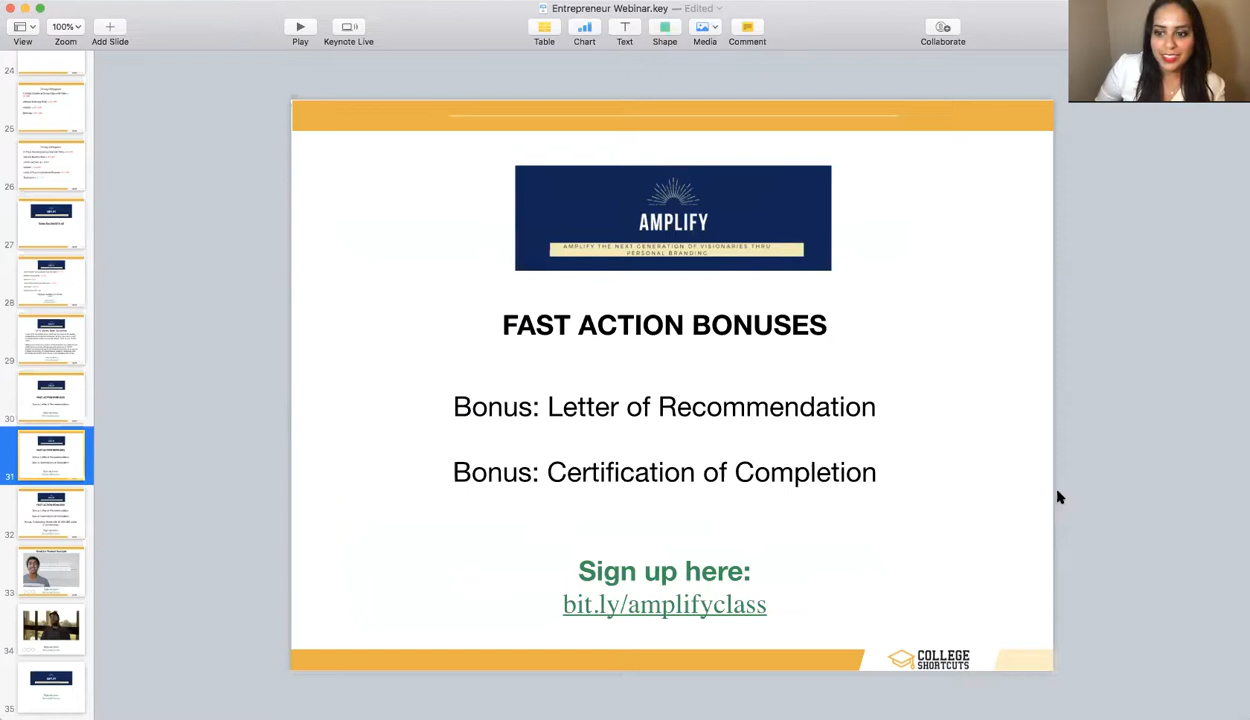 Entrepreneur Webinar.key — Edited
100%
View
Zoom
Add Slide
Play
Keynote Live
Table
Chart
Text
Shape
Media
Comment
Collaborate
24
25
26
27
28
29
30
31
32
33
34
35
AMPLIFY
AMPLIFY THE NEXT GENERATION OF VISIONARIES THRU
PERSONAL BRANDING
FAST ACTION BONUSES
Bonus: Letter of Recommendation
Bonus: Certification of Completion
Sign up here:
bit.ly/amplifyclass
COLLEGE
SHORTCUTS